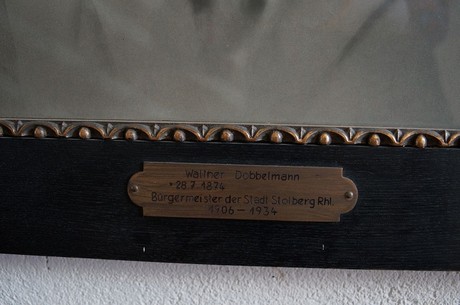 Walther Dobbelmann
* 28.7.1874
Bürgermeister der Stadt Stolberg Rhl.
1906 – 1934